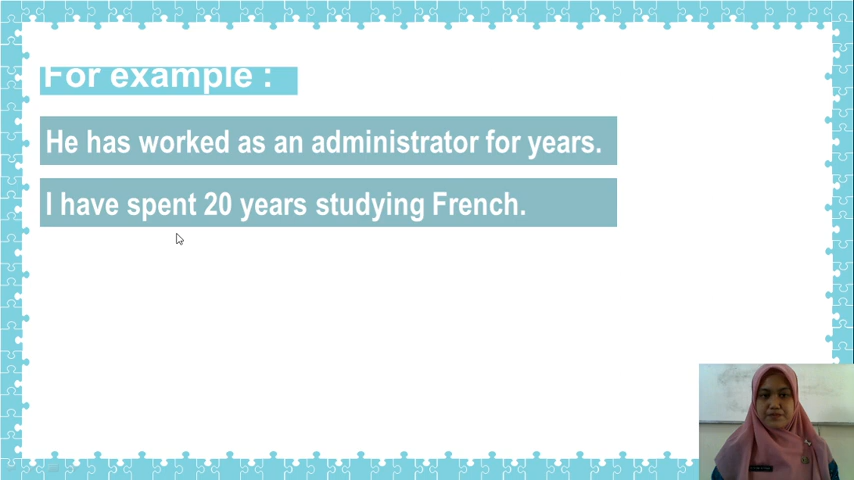 For example :
He has worked as an administrator for years.
I have spent 20 years studying French.